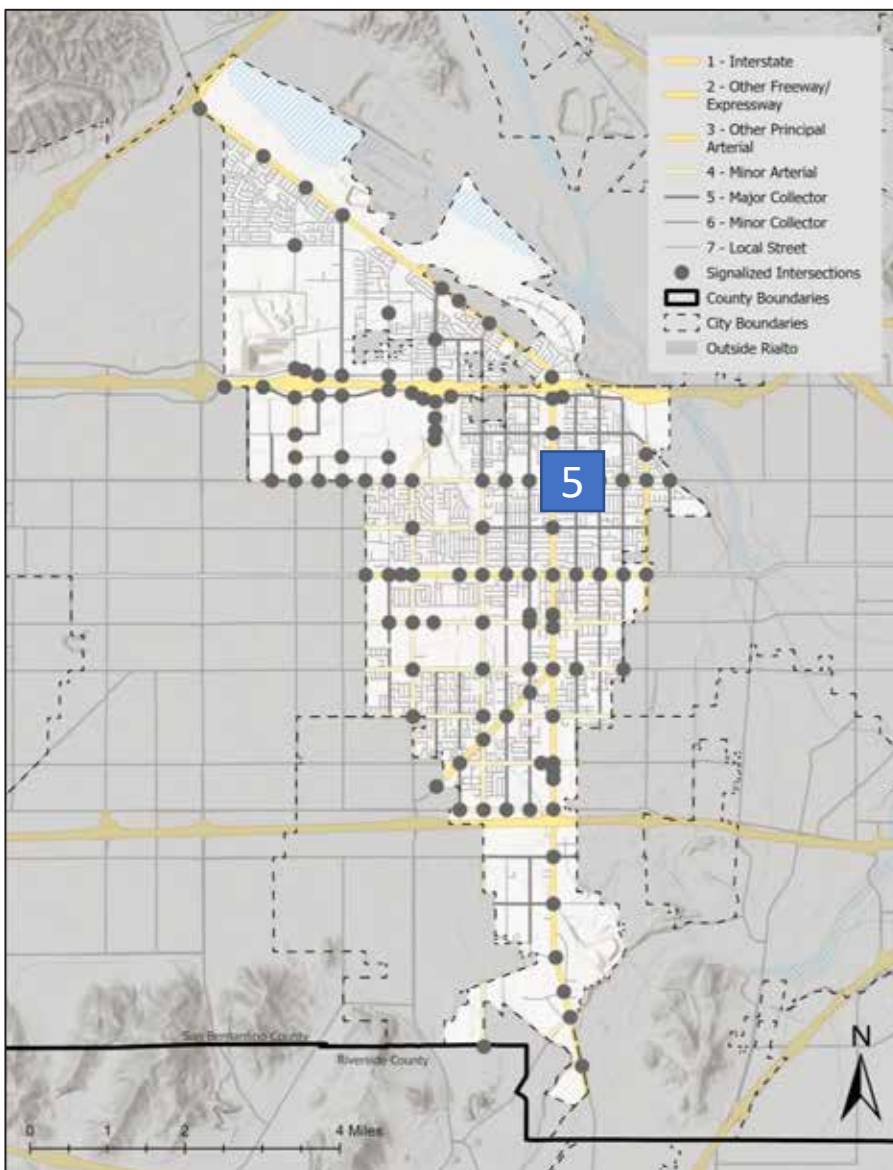 1 - Interstate
2 - Other Freeway/
Expressway
3 - Other Principal
Arterial
4 - Minor Arterial
5 - Major Collector
6 - Minor Collector
7 - Local Street
Signalized Intersections
County Boundaries
City Boundaries
Outside Rialto
5
San Bernardino County
Riverside County
N
0 2 4 Miles